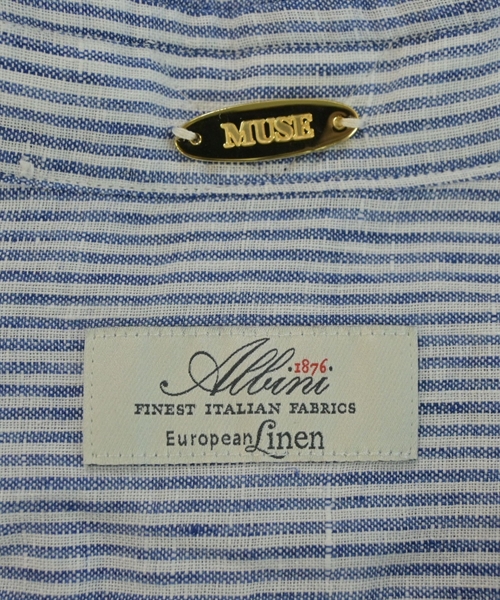 MUSE
Albini 1876
FINEST ITALIAN FABRICS
European Linen